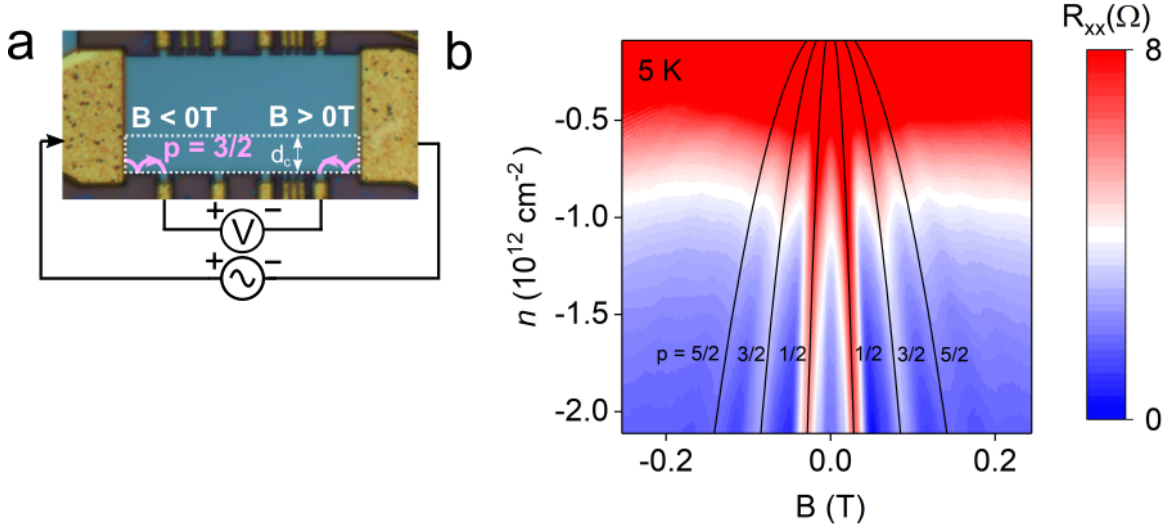 a
B < 0T B > 0T
p = 3/2 d_c
+ V −
+ −
b
R_xx(Ω)
8
0
5 K
-0.5
-1.0
-1.5
-2.0
n (10^12 cm^-2)
p = 5/2 3/2 1/2 1/2 3/2 5/2
-0.2 0.0 0.2
B (T)